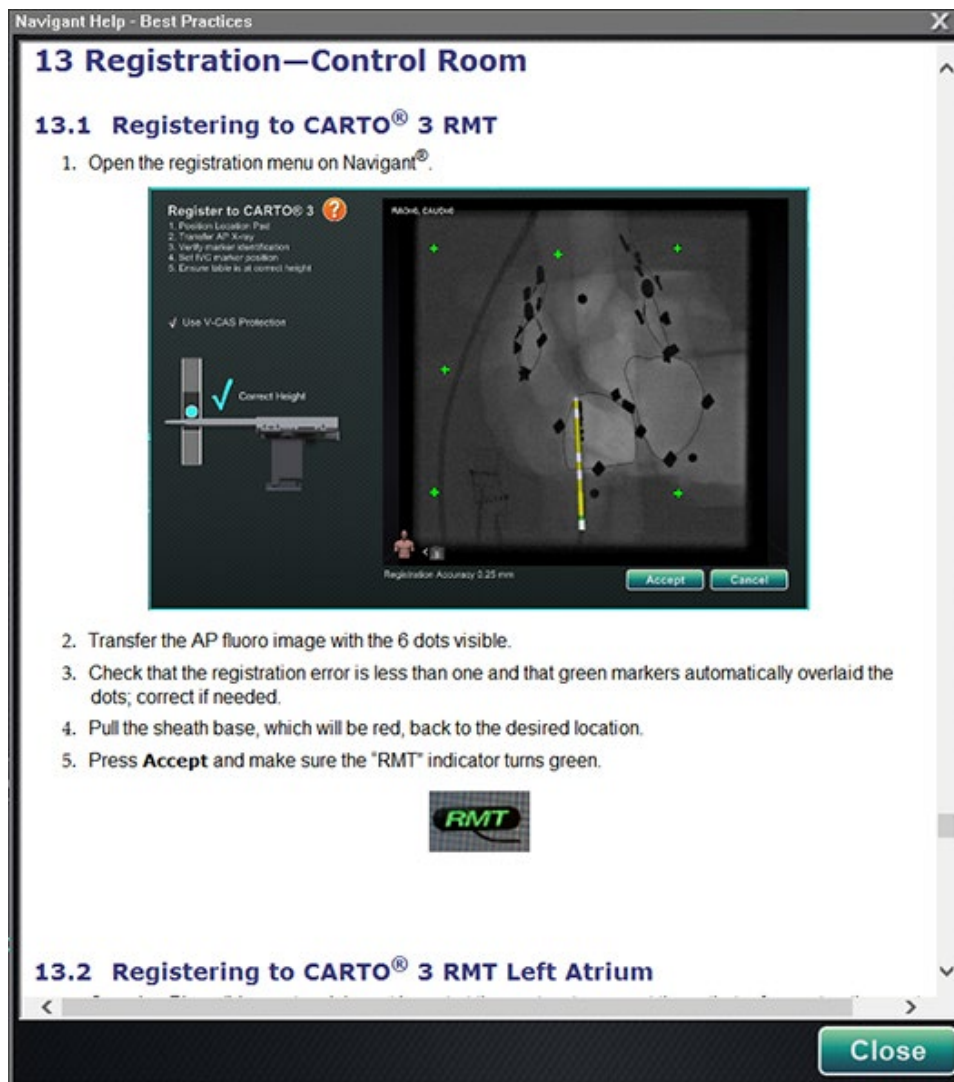 Navigant Help - Best Practices
X
13 Registration—Control Room
13.1 Registering to CARTO® 3 RMT
1. Open the registration menu on Navigant®.
Register to CARTO® 3 ?
1. Position Location Pad
2. Transfer AP X-ray
3. Verify marker identification
4. Set IVC marker position
5. Ensure table is at correct height
√ Use V-CAS Protection
Correct Height
Registration Accuracy 0.25 mm
Accept
Cancel
2. Transfer the AP fluoro image with the 6 dots visible.
3. Check that the registration error is less than one and that green markers automatically overlaid the
dots; correct if needed.
4. Pull the sheath base, which will be red, back to the desired location.
5. Press Accept and make sure the “RMT” indicator turns green.
RMT
13.2 Registering to CARTO® 3 RMT Left Atrium
Close